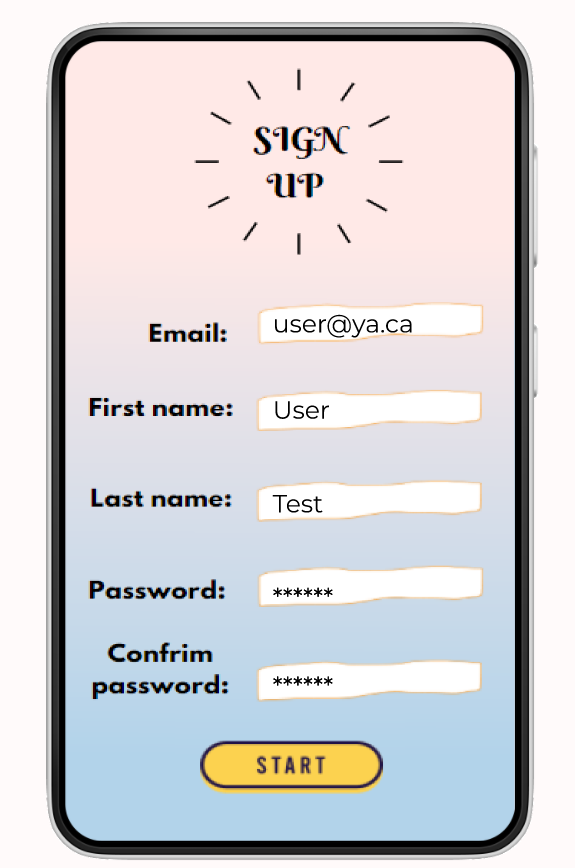 SIGN
UP
Email: user@ya.ca
First name: User
Last name: Test
Password: ******
Confrim
password: ******
START